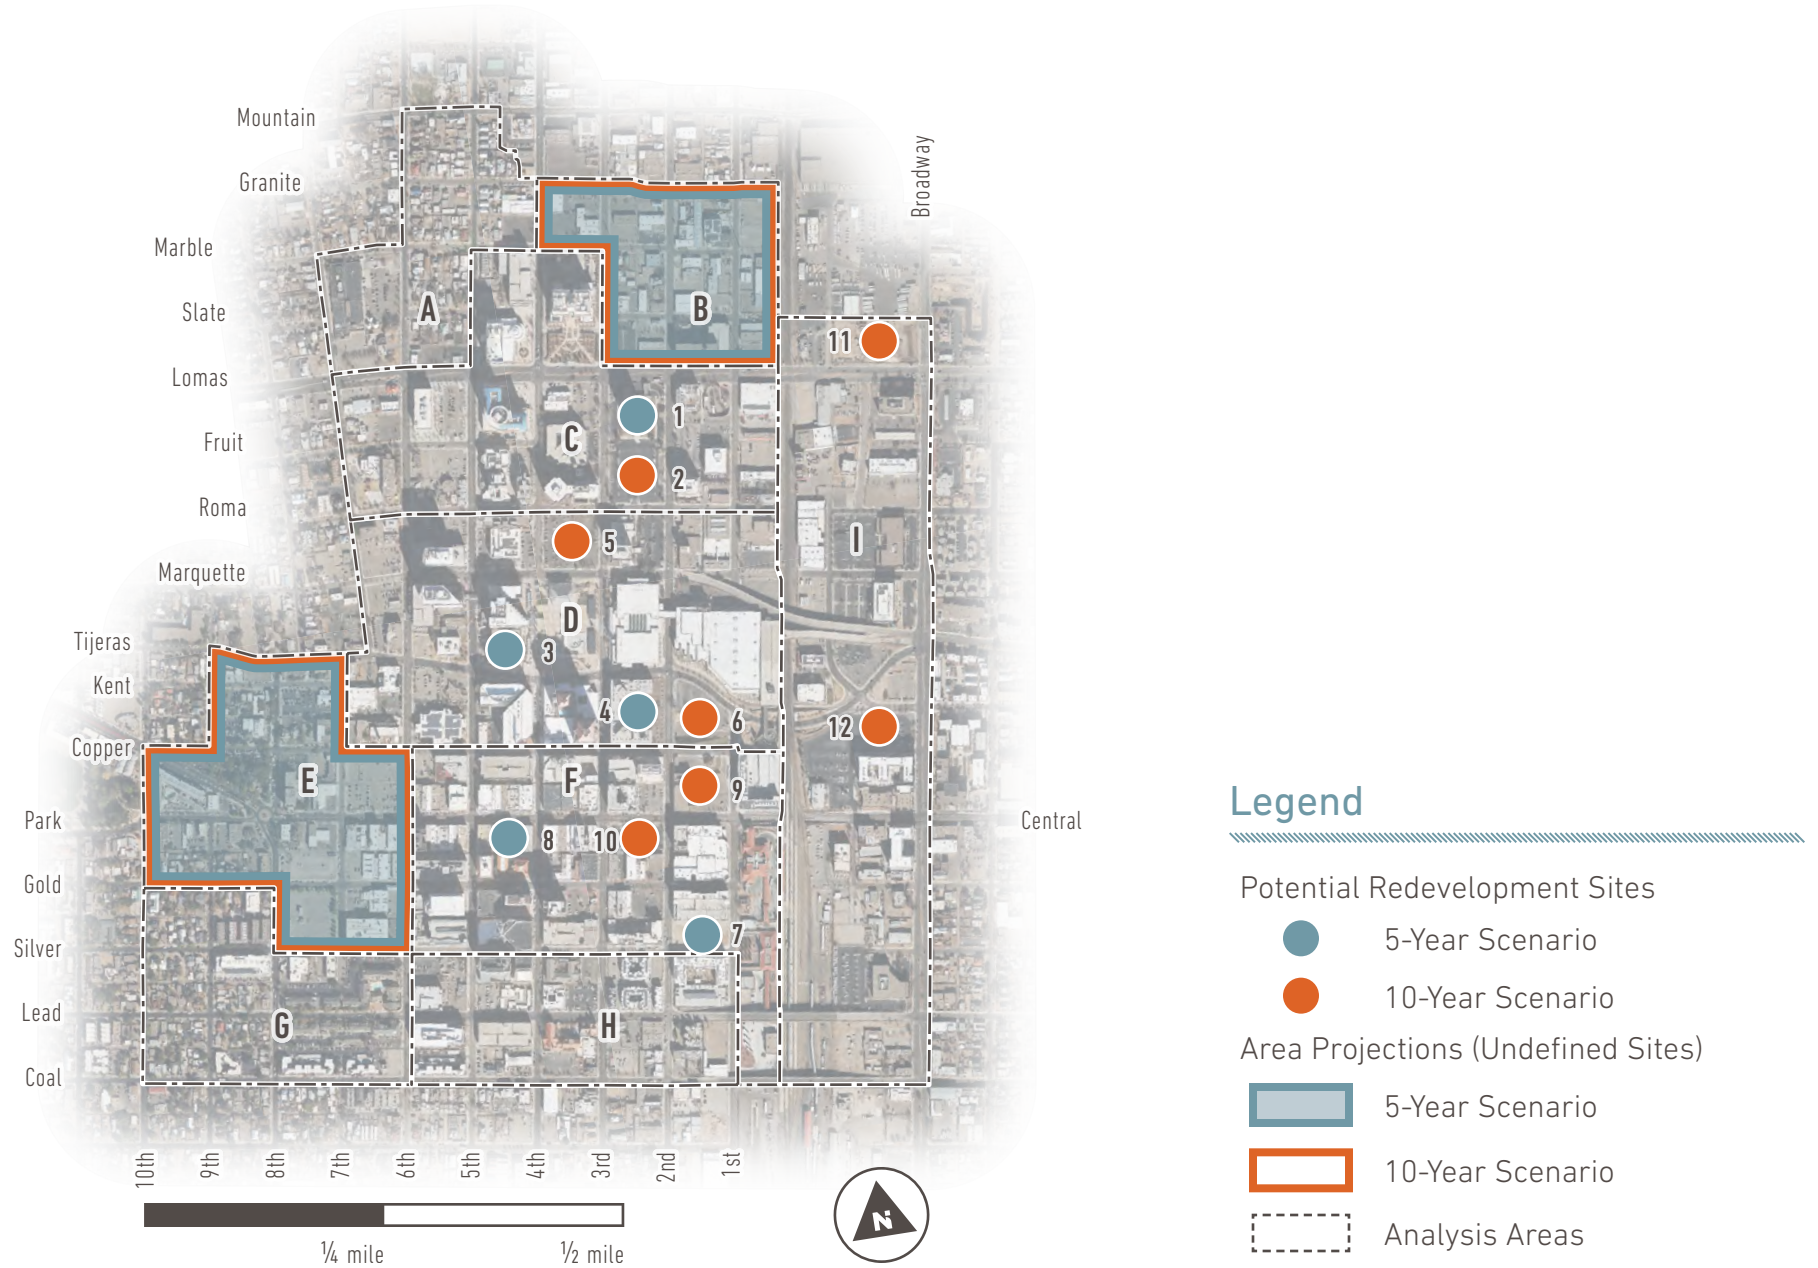 Mountain
Granite
Marble
Slate
Lomas
Fruit
Roma
Marquette
Tijeras
Kent
Copper
Park
Gold
Silver
Lead
Coal
Broadway
Central
A
B
11
1
C
2
5
I
D
3
4
6
12
E
F
9
8
10
7
G
H
10th
9th
8th
7th
6th
5th
4th
3rd
2nd
1st
¼ mile
½ mile
N
Legend
Potential Redevelopment Sites
5-Year Scenario
10-Year Scenario
Area Projections (Undefined Sites)
5-Year Scenario
10-Year Scenario
Analysis Areas